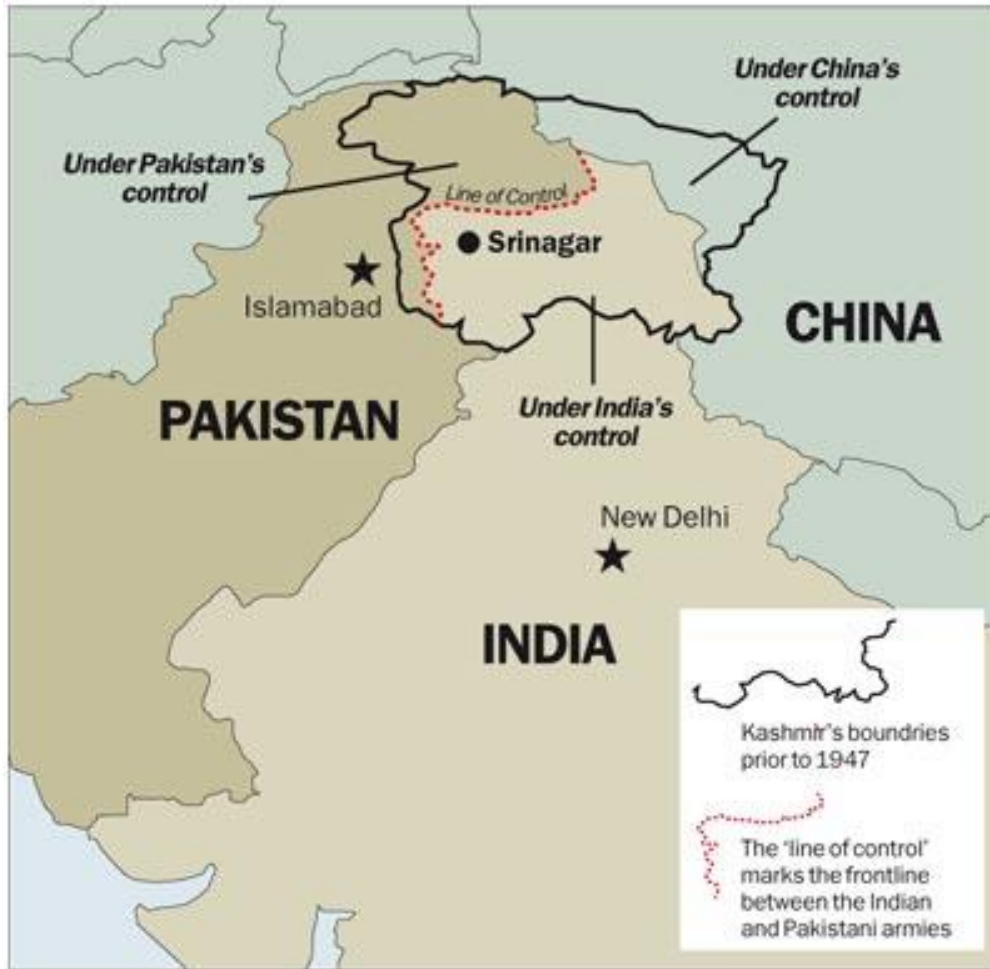 Under China's
control
Under Pakistan's
control
Line of Control
Srinagar
Islamabad
CHINA
PAKISTAN
Under India's
control
New Delhi
INDIA
Kashmir's boundries
prior to 1947
The 'line of control'
marks the frontline
between the Indian
and Pakistani armies